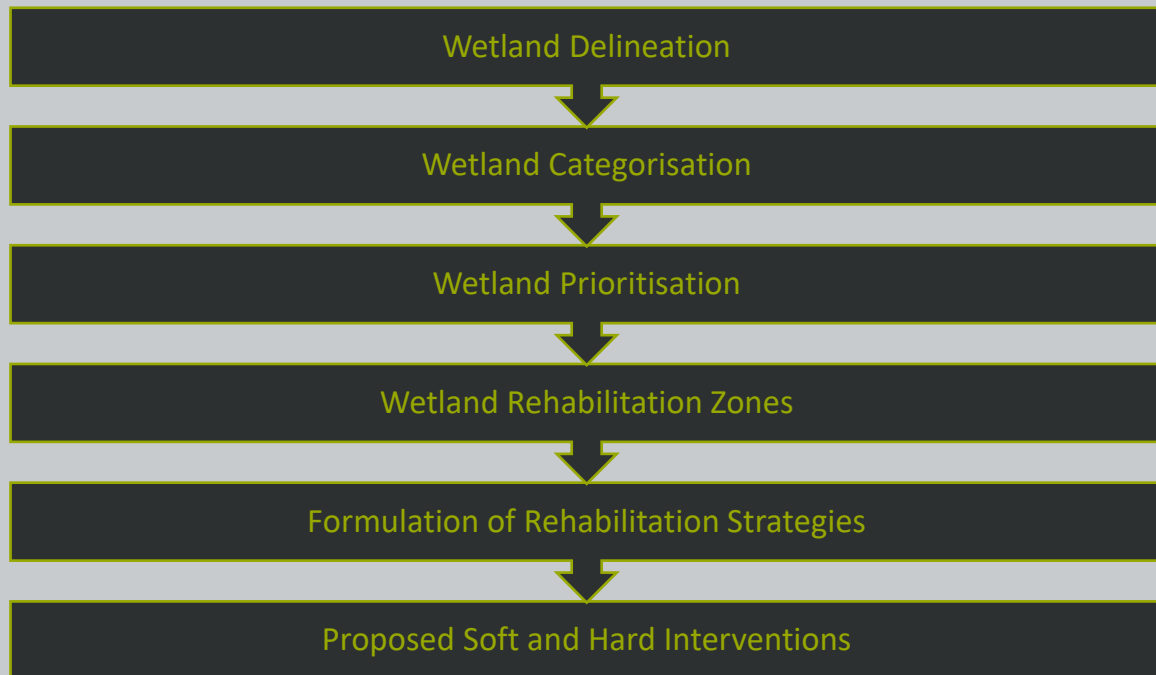 Wetland Delineation
Wetland Categorisation
Wetland Prioritisation
Wetland Rehabilitation Zones
Formulation of Rehabilitation Strategies
Proposed Soft and Hard Interventions